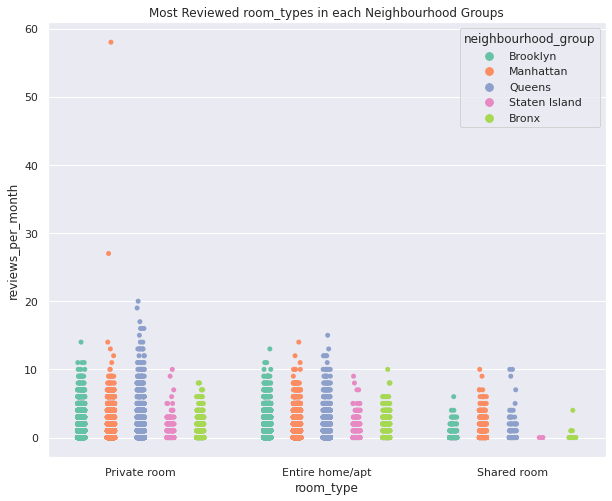 Most Reviewed room_types in each Neighbourhood Groups
neighbourhood_group
Brooklyn
Manhattan
Queens
Staten Island
Bronx
reviews_per_month
60
50
40
30
20
10
0
Private room
Entire home/apt
Shared room
room_type